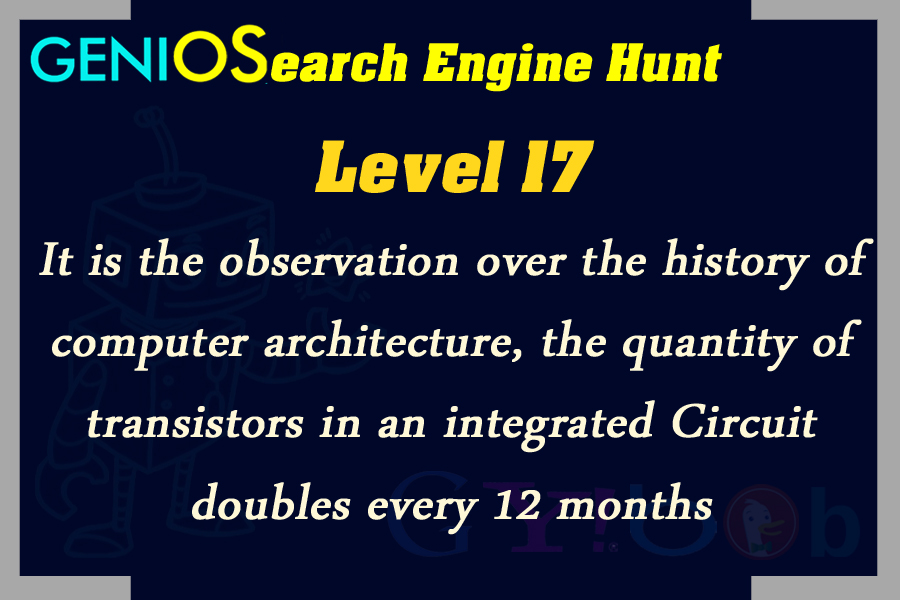 GENIOSearch Engine Hunt
Level 17
It is the observation over the history of
computer architecture, the quantity of
transistors in an integrated Circuit
doubles every 12 months
G Y! b